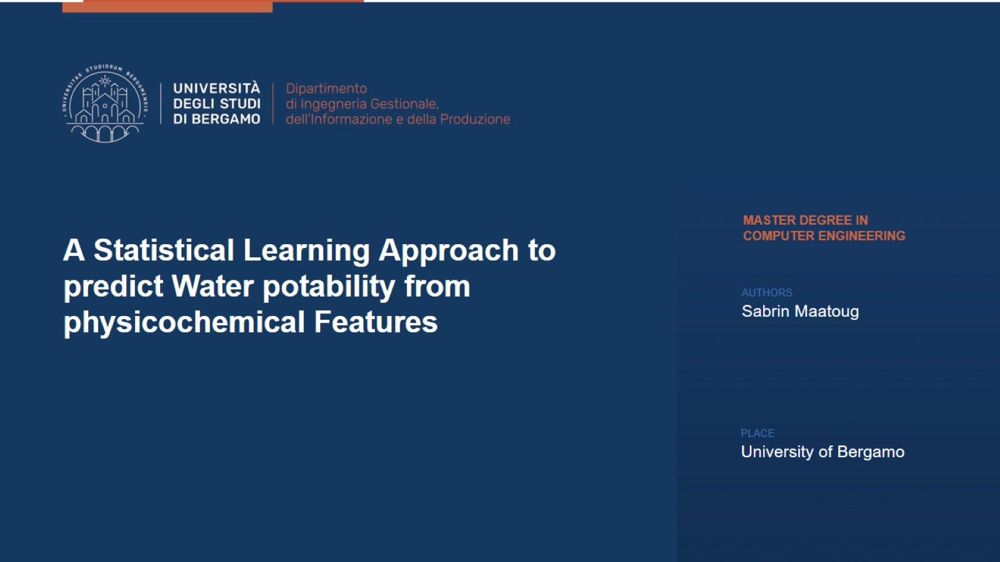 UNIVERSITAS STUDIORUM BERGOMENSIS
UNIVERSITÀ
DEGLI STUDI
DI BERGAMO
Dipartimento
di Ingegneria Gestionale,
dell'Informazione e della Produzione
A Statistical Learning Approach to
predict Water potability from
physicochemical Features
MASTER DEGREE IN
COMPUTER ENGINEERING
AUTHORS
Sabrin Maatoug
PLACE
University of Bergamo